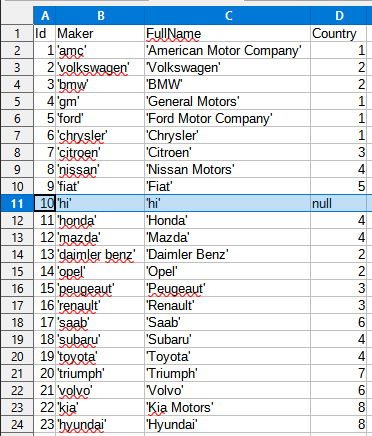 A B C D
1 Id Maker FullName Country
2 1 'amc' 'American Motor Company' 1
3 2 'volkswagen' 'Volkswagen' 2
4 3 'bmw' 'BMW' 2
5 4 'gm' 'General Motors' 1
6 5 'ford' 'Ford Motor Company' 1
7 6 'chrysler' 'Chrysler' 1
8 7 'citroen' 'Citroen' 3
9 8 'nissan' 'Nissan Motors' 4
10 9 'fiat' 'Fiat' 5
11 10 'hi' 'hi' null
12 11 'honda' 'Honda' 4
13 12 'mazda' 'Mazda' 4
14 13 'daimler benz' 'Daimler Benz' 2
15 14 'opel' 'Opel' 2
16 15 'peugeaut' 'Peugeaut' 3
17 16 'renault' 'Renault' 3
18 17 'saab' 'Saab' 6
19 18 'subaru' 'Subaru' 4
20 19 'toyota' 'Toyota' 4
21 20 'triumph' 'Triumph' 7
22 21 'volvo' 'Volvo' 6
23 22 'kia' 'Kia Motors' 8
24 23 'hyundai' 'Hyundai' 8